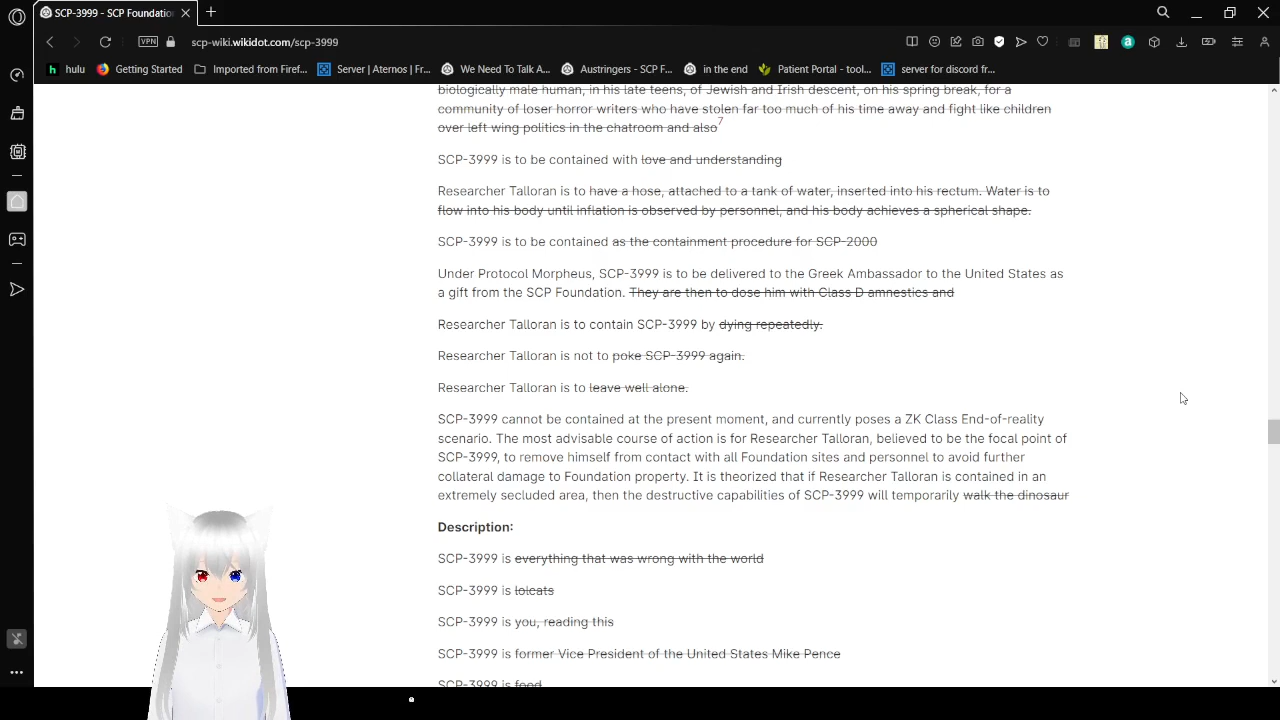 SCP-3999 - SCP Foundatio
VPN
scp-wiki.wikidot.com/scp-3999
hulu
Getting Started
Imported from Firef...
Server | Aternos | Fr...
We Need To Talk A...
Austringers - SCP F...
in the end
Patient Portal - tool...
server for discord fr...
biologically male human, in his late teens, of Jewish and Irish descent, on his spring break, for a
community of loser horror writers who have stolen far too much of his time away and fight like children
over left wing politics in the chatroom and also7
SCP-3999 is to be contained with love and understanding
Researcher Talloran is to have a hose, attached to a tank of water, inserted into his rectum. Water is to
flow into his body until inflation is observed by personnel, and his body achieves a spherical shape.
SCP-3999 is to be contained as the containment procedure for SCP-2000
Under Protocol Morpheus, SCP-3999 is to be delivered to the Greek Ambassador to the United States as
a gift from the SCP Foundation. They are then to dose him with Class D amnestics and
Researcher Talloran is to contain SCP-3999 by dying repeatedly.
Researcher Talloran is not to poke SCP-3999 again.
Researcher Talloran is to leave well alone.
SCP-3999 cannot be contained at the present moment, and currently poses a ZK Class End-of-reality
scenario. The most advisable course of action is for Researcher Talloran, believed to be the focal point of
SCP-3999, to remove himself from contact with all Foundation sites and personnel to avoid further
collateral damage to Foundation property. It is theorized that if Researcher Talloran is contained in an
extremely secluded area, then the destructive capabilities of SCP-3999 will temporarily walk the dinosaur
Description:
SCP-3999 is everything that was wrong with the world
SCP-3999 is lolcats
SCP-3999 is you, reading this
SCP-3999 is former Vice President of the United States Mike Pence
SCP-3999 is food